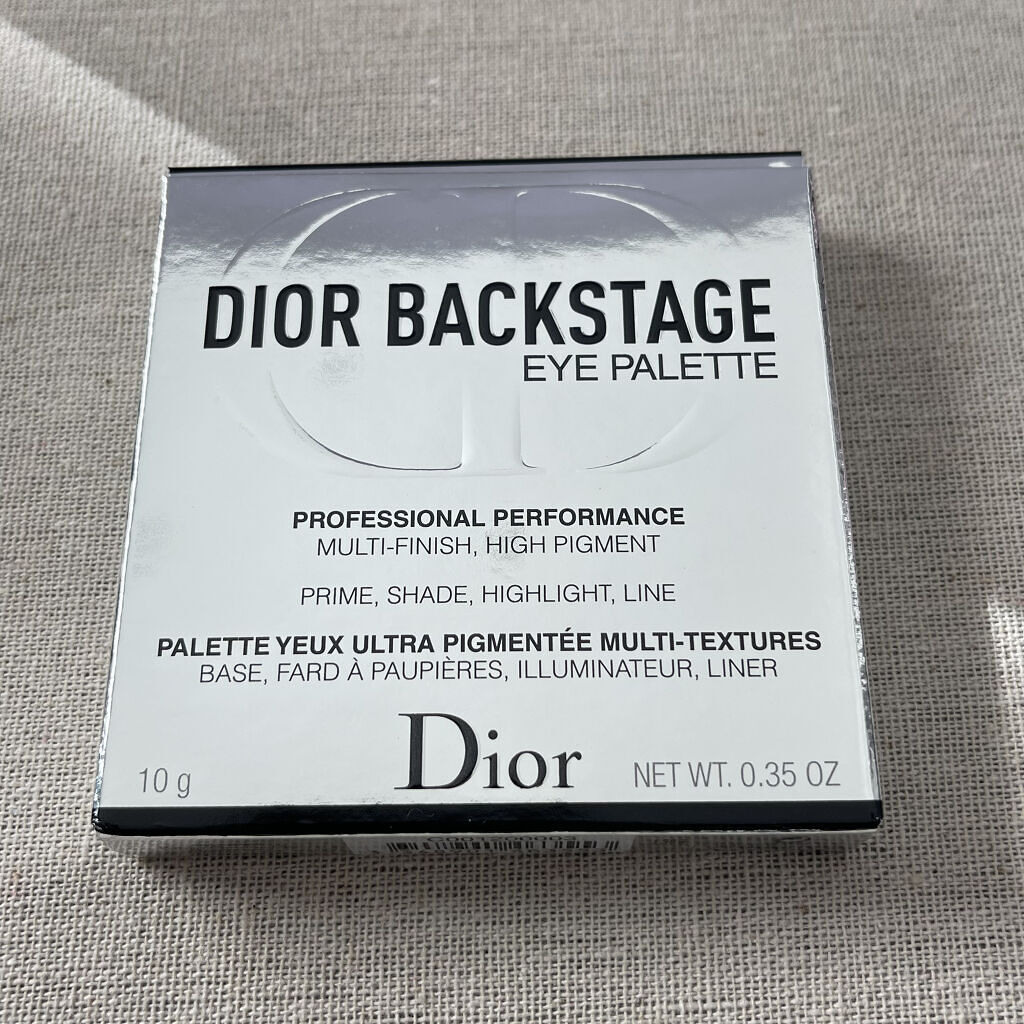 DIOR BACKSTAGE
EYE PALETTE
PROFESSIONAL PERFORMANCE
MULTI-FINISH, HIGH PIGMENT
PRIME, SHADE, HIGHLIGHT, LINE
PALETTE YEUX ULTRA PIGMENTÉE MULTI-TEXTURES
BASE, FARD À PAUPIÈRES, ILLUMINATEUR, LINER
Dior
10 g NET WT. 0.35 OZ